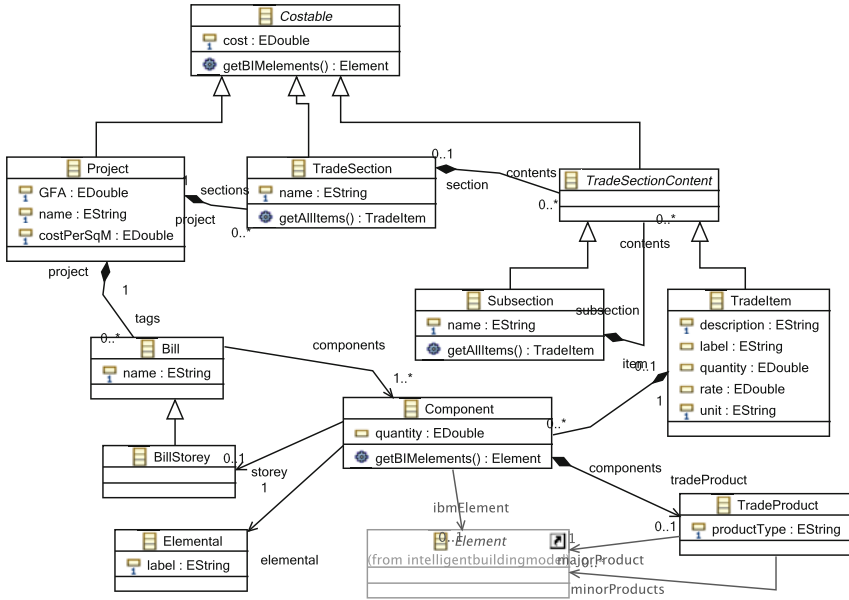 Costable
cost : EDouble
getBIMelements() : Element
Project
GFA : EDouble
name : EString
costPerSqM : EDouble
1
sections
project
0..*
TradeSection
name : EString
getAllItems() : TradeItem
0..1
section
contents
0..*
TradeSectionContent
0..*
contents
Subsection
name : EString
getAllItems() : TradeItem
subsection
0..1
TradeItem
description : EString
label : EString
quantity : EDouble
rate : EDouble
unit : EString
item
1
project
1
tags
0..*
Bill
name : EString
components
1..*
BillStorey
0..1
storey
1
Component
quantity : EDouble
getBIMelements() : Element
0..*
components
tradeProduct
0..1
TradeProduct
productType : EString
Elemental
label : EString
elemental
ibmElement
0..1
Element
(from intelligentbuildingmodel)
1
majorProduct
0..*
minorProducts